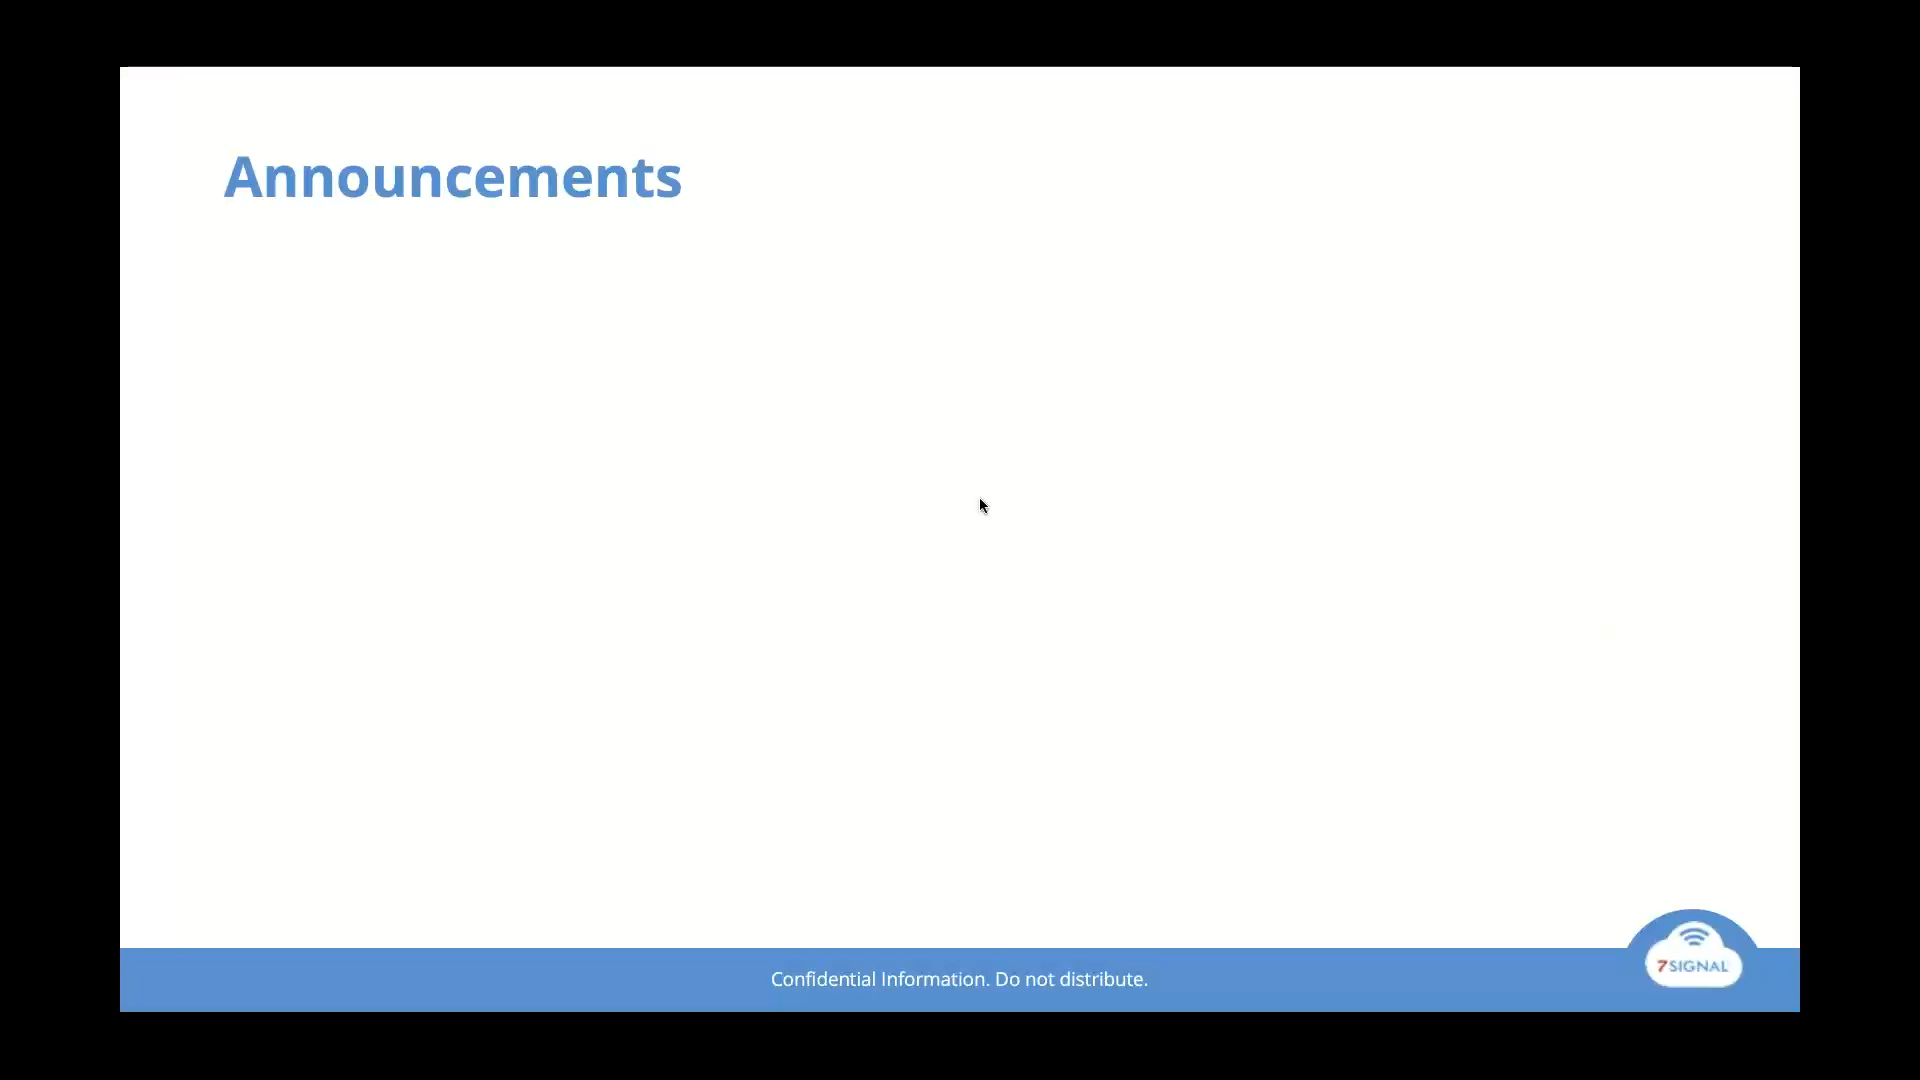 Announcements
Confidential Information. Do not distribute.
7SIGNAL